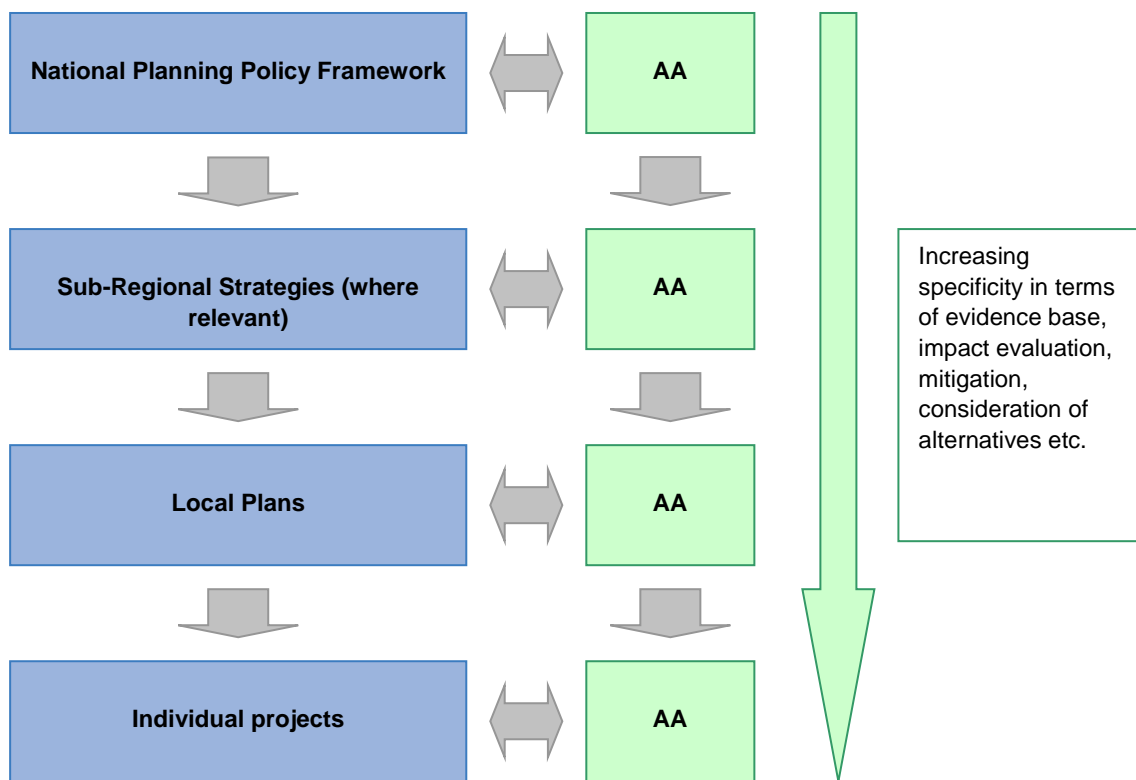 National Planning Policy Framework
AA
Sub-Regional Strategies (where
relevant)
AA
Increasing
specificity in terms
of evidence base,
impact evaluation,
mitigation,
consideration of
alternatives etc.
Local Plans
AA
Individual projects
AA